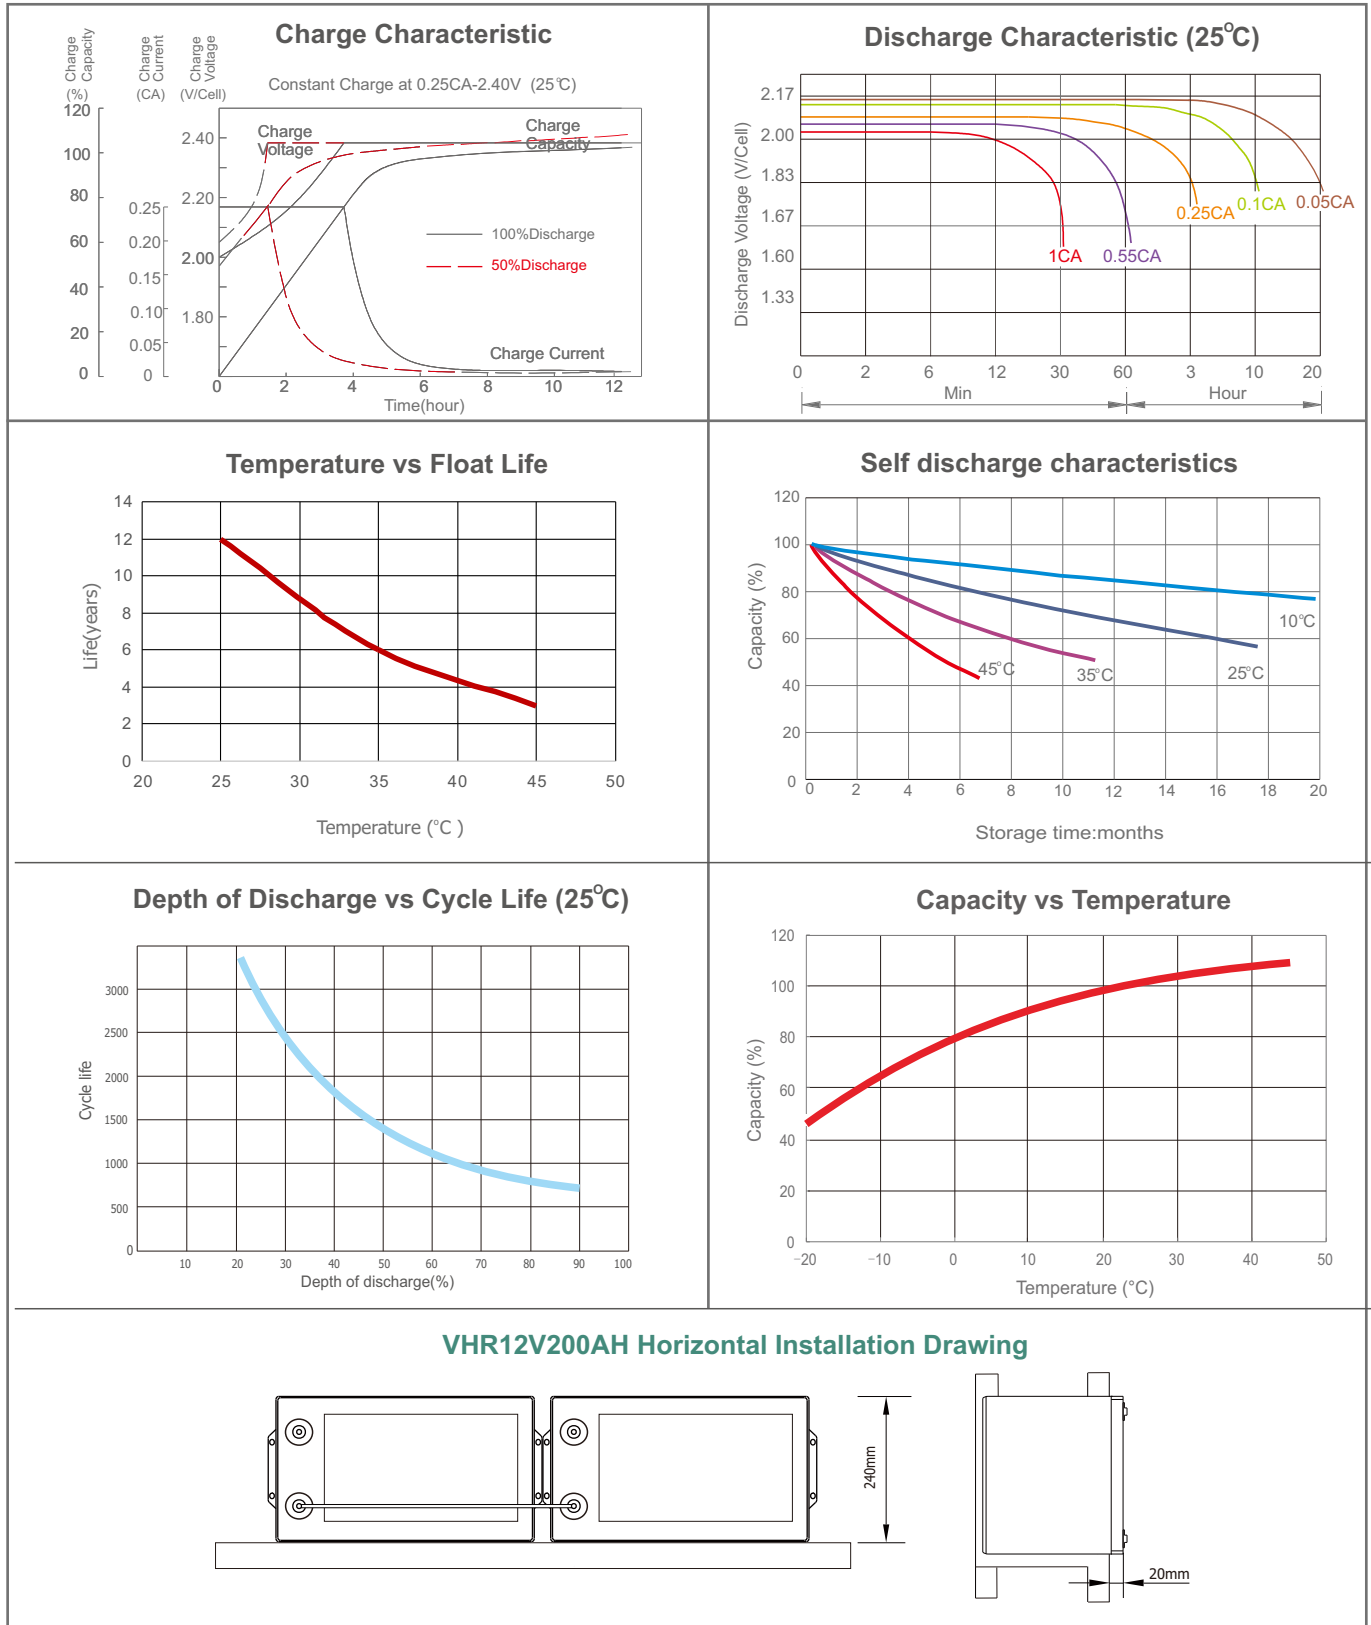 Charge Characteristic
Charge
Capacity
(%)
Charge
Current
(CA)
Charge
Voltage
(V/Cell)
Constant Charge at 0.25CA-2.40V (25°C)
120
100
80
60
40
20
0
0.25
0.20
0.15
0.10
0.05
0
2.40
2.20
2.00
1.80
Charge
Voltage
Charge
Capacity
100%Discharge
50%Discharge
Charge Current
0 2 4 6 8 10 12
Time(hour)
Discharge Characteristic (25°C)
Discharge Voltage (V/Cell)
2.17
2.00
1.83
1.67
1.60
1.33
1CA
0.55CA
0.25CA
0.1CA
0.05CA
0 2 6 12 30 60 3 10 20
Min Hour
Temperature vs Float Life
Life(years)
14
12
10
8
6
4
2
0
20 25 30 35 40 45 50
Temperature (°C )
Self discharge characteristics
Capacity (%)
120
100
80
60
40
20
0
10°C
25°C
35°C
45°C
0 2 4 6 8 10 12 14 16 18 20
Storage time:months
Depth of Discharge vs Cycle Life (25°C)
Cycle life
3000
2500
2000
1500
1000
500
0
10 20 30 40 50 60 70 80 90 100
Depth of discharge(%)
Capacity vs Temperature
Capacity (%)
120
100
80
60
40
20
0
−20 −10 0 10 20 30 40 50
Temperature (°C)
VHR12V200AH Horizontal Installation Drawing
240mm
20mm